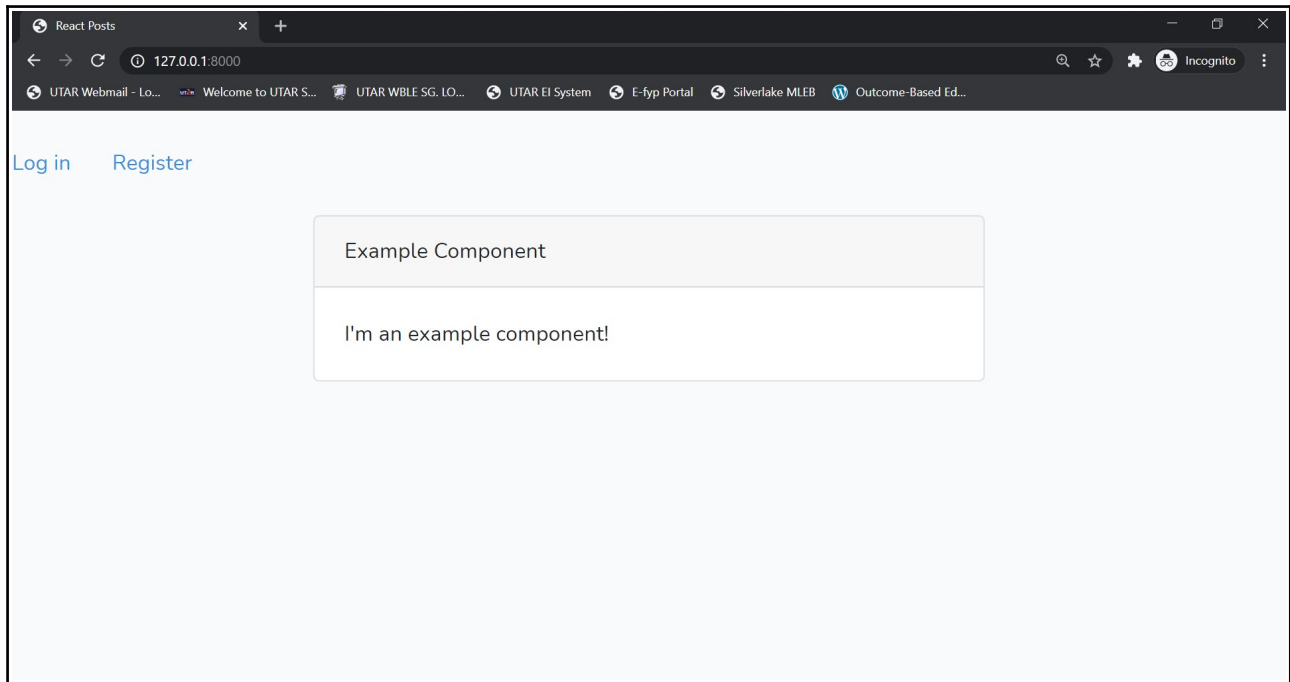 React Posts
127.0.0.1:8000
Incognito
UTAR Webmail - Lo... Welcome to UTAR S... UTAR WBLE SG. LO... UTAR EI System E-fyp Portal Silverlake MLEB Outcome-Based Ed...
Log in Register
Example Component
I'm an example component!